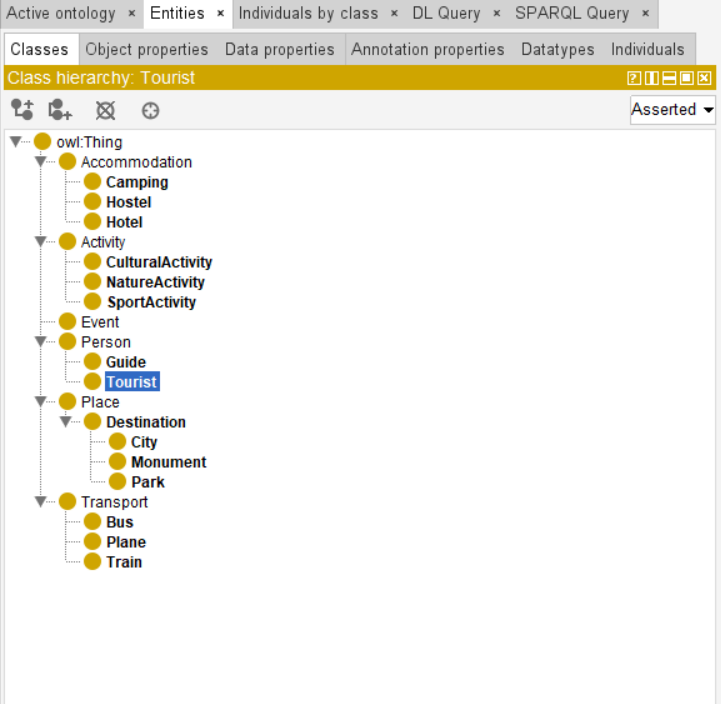 Active ontology × Entities × Individuals by class × DL Query × SPARQL Query ×
Classes Object properties Data properties Annotation properties Datatypes Individuals
Class hierarchy: Tourist
Asserted
owl:Thing
Accommodation
Camping
Hostel
Hotel
Activity
CulturalActivity
NatureActivity
SportActivity
Event
Person
Guide
Tourist
Place
Destination
City
Monument
Park
Transport
Bus
Plane
Train